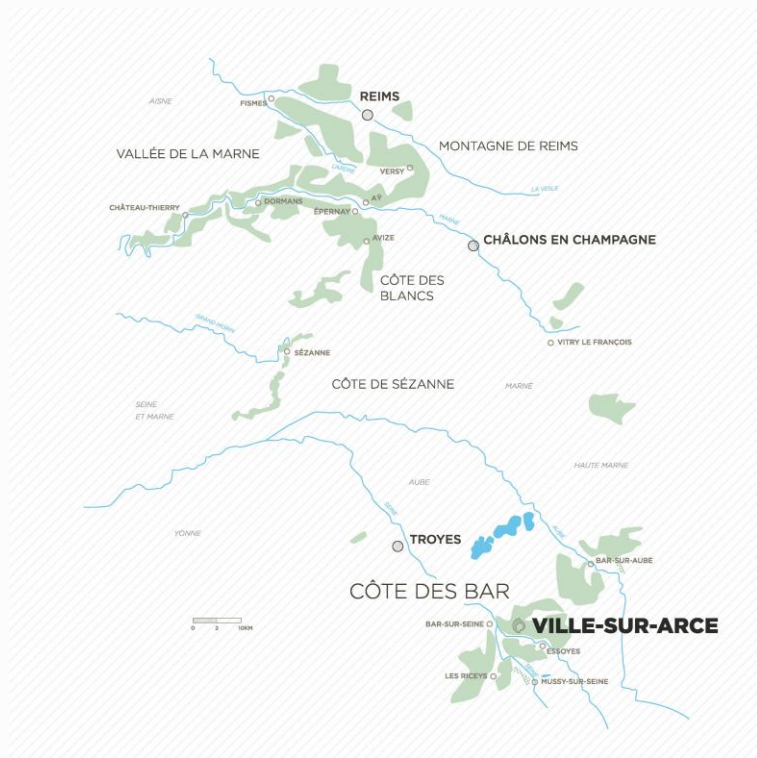 AISNE
FISMES
REIMS
VALLÉE DE LA MARNE
MONTAGNE DE REIMS
VERSY
LA VESLE
CHÂTEAU-THIERRY
DORMANS
AŸ
ÉPERNAY
MARNE
AVIZE
CHÂLONS EN CHAMPAGNE
CÔTE DES
BLANCS
GRAND MORIN
SÉZANNE
VITRY LE FRANÇOIS
CÔTE DE SÉZANNE
MARNE
SEINE
ET MARNE
HAUTE MARNE
AUBE
SEINE
YONNE
TROYES
AUBE
BAR-SUR-AUBE
CÔTE DES BAR
0 2 10KM
BAR-SUR-SEINE
VILLE-SUR-ARCE
ESSOYES
LES RICEYS
MUSSY-SUR-SEINE